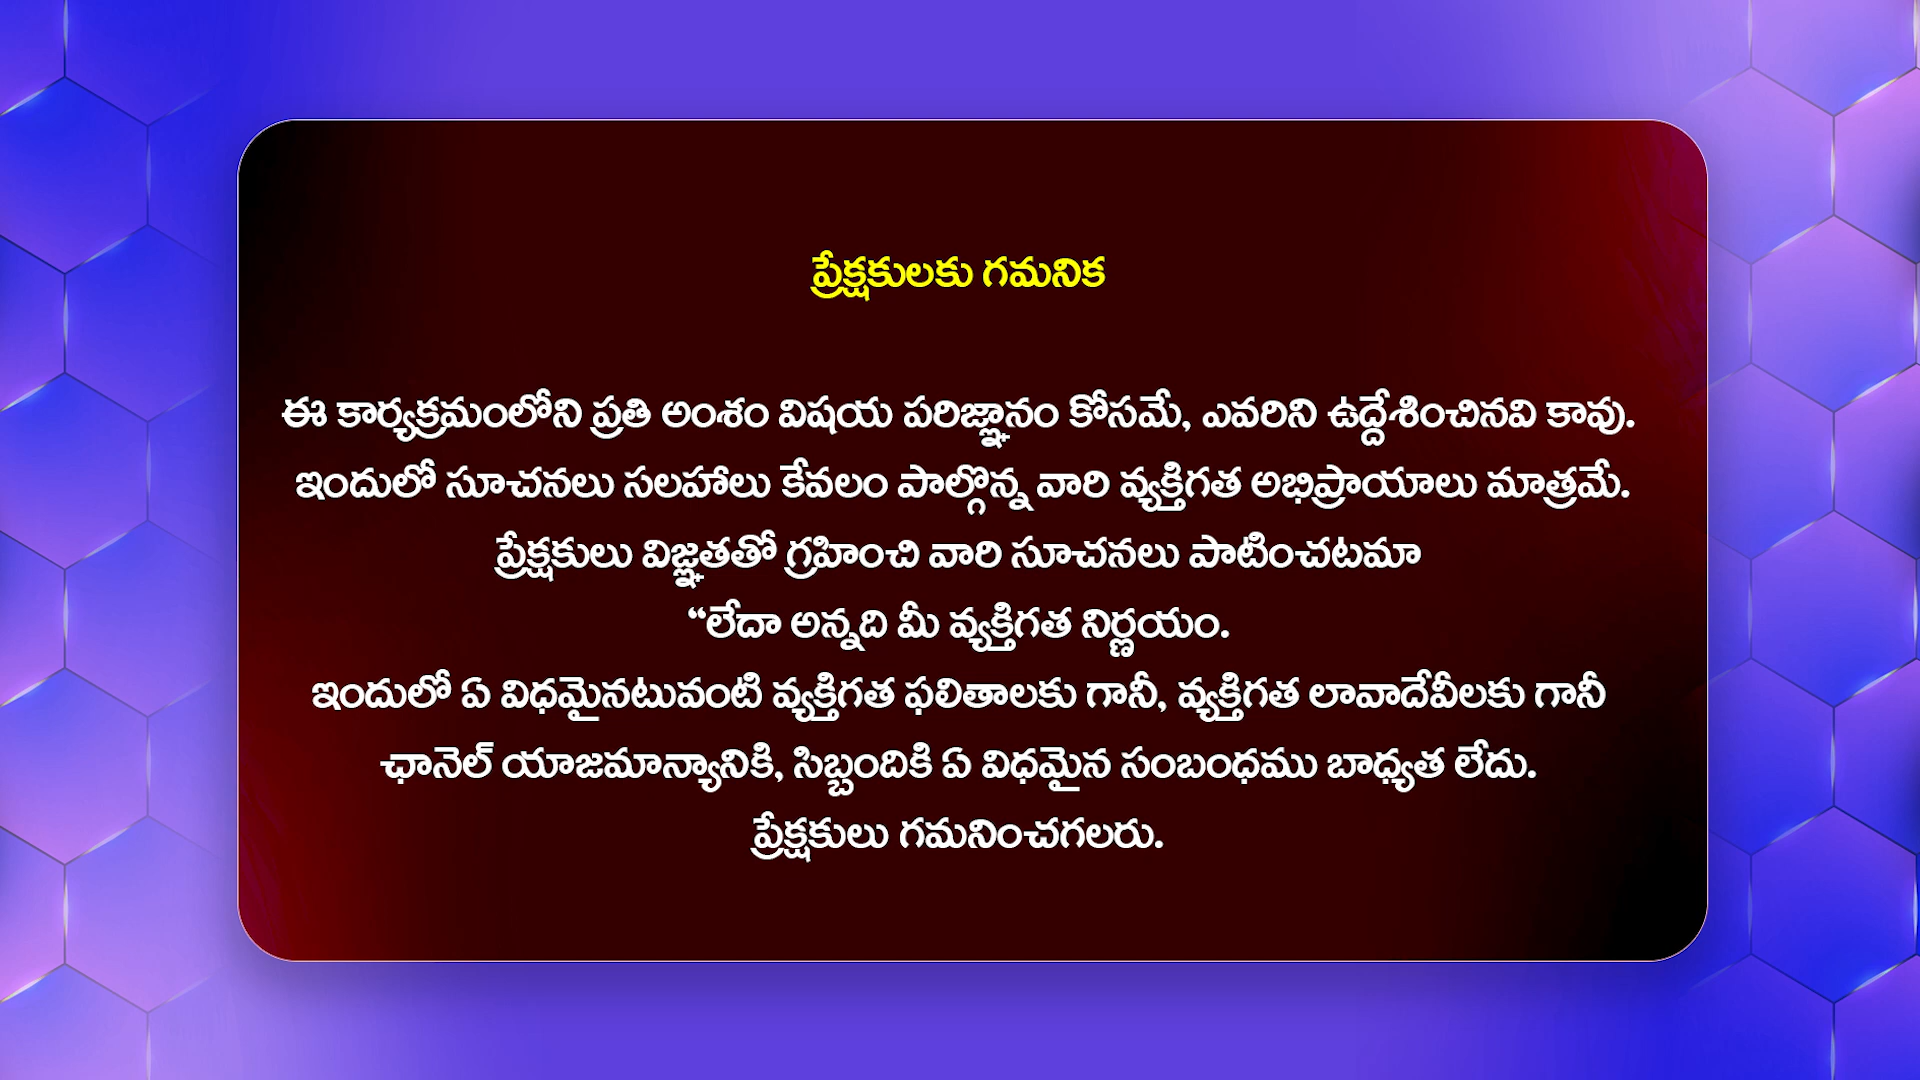 ప్రేక్షకులకు గమనిక
ఈ కార్యక్రమంలోని ప్రతి అంశం విషయ పరిజ్ఞానం కోసమే, ఎవరిని ఉద్దేశించినవి కావు.
ఇందులో సూచనలు సలహాలు కేవలం పాల్గొన్న వారి వ్యక్తిగత అభిప్రాయాలు మాత్రమే.
ప్రేక్షకులు విజ్ఞతతో గ్రహించి వారి సూచనలు పాటించటమా
“లేదా అన్నది మీ వ్యక్తిగత నిర్ణయం.
ఇందులో ఏ విధమైనటువంటి వ్యక్తిగత ఫలితాలకు గానీ, వ్యక్తిగత లావాదేవీలకు గానీ
ఛానెల్ యాజమాన్యానికి, సిబ్బందికి ఏ విధమైన సంబంధము బాధ్యత లేదు.
ప్రేక్షకులు గమనించగలరు.